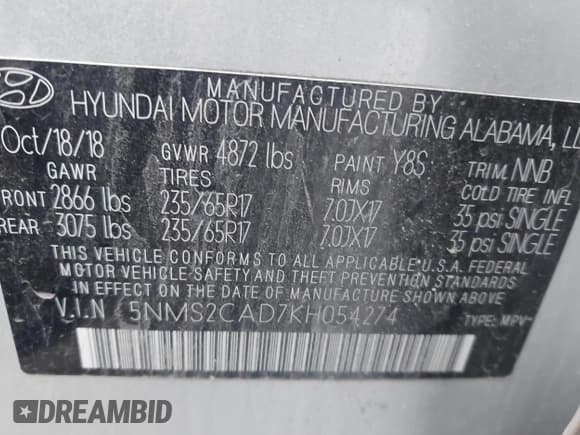 MANUFACTURED BY
HYUNDAI MOTOR MANUFACTURING ALABAMA, LL
Oct/18/18 GVWR 4872 lbs PAINT Y8S TRIM NNB
GAWR TIRES RIMS COLD TIRE INFL
FRONT 2866 lbs 235/65R17 7.0JX17 35 psi SINGLE
REAR 3075 lbs 235/65R17 7.0JX17 35 psi SINGLE
THIS VEHICLE CONFORMS TO ALL APPLICABLE U.S.A. FEDERAL
MOTOR VEHICLE SAFETY AND THEFT PREVENTION STANDARDS
IN EFFECT ON THE DATE OF MANUFACTURE SHOWN ABOVE.
V.I.N 5NMS2CAD7KH054274
TYPE: MPV
DREAMBID